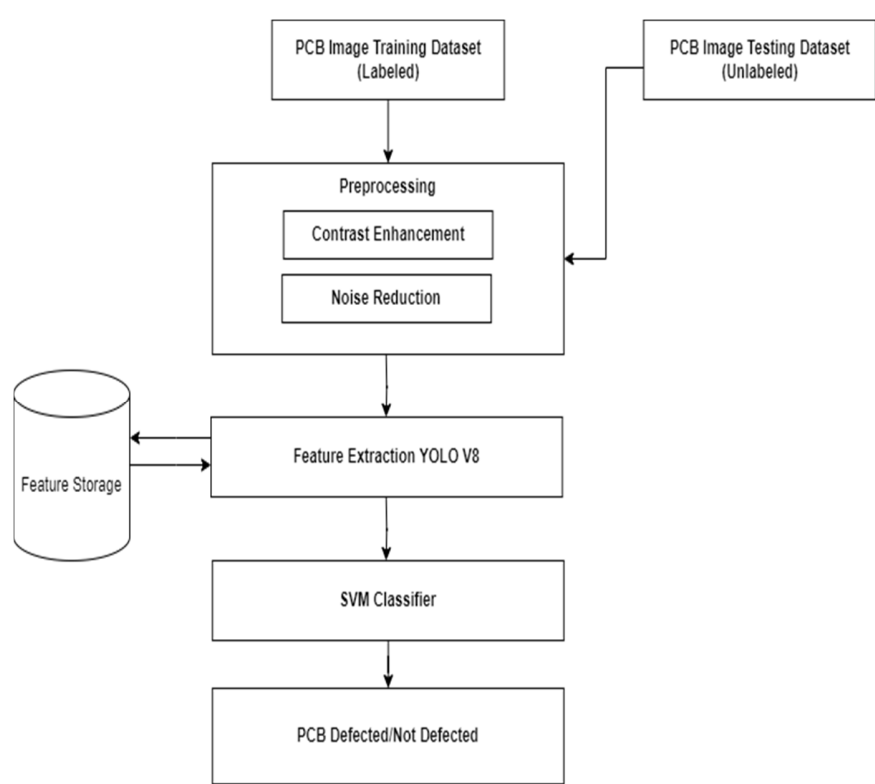 PCB Image Training Dataset
(Labeled)
PCB Image Testing Dataset
(Unlabeled)
Preprocessing
Contrast Enhancement
Noise Reduction
Feature Storage
Feature Extraction YOLO V8
SVM Classifier
PCB Defected/Not Defected